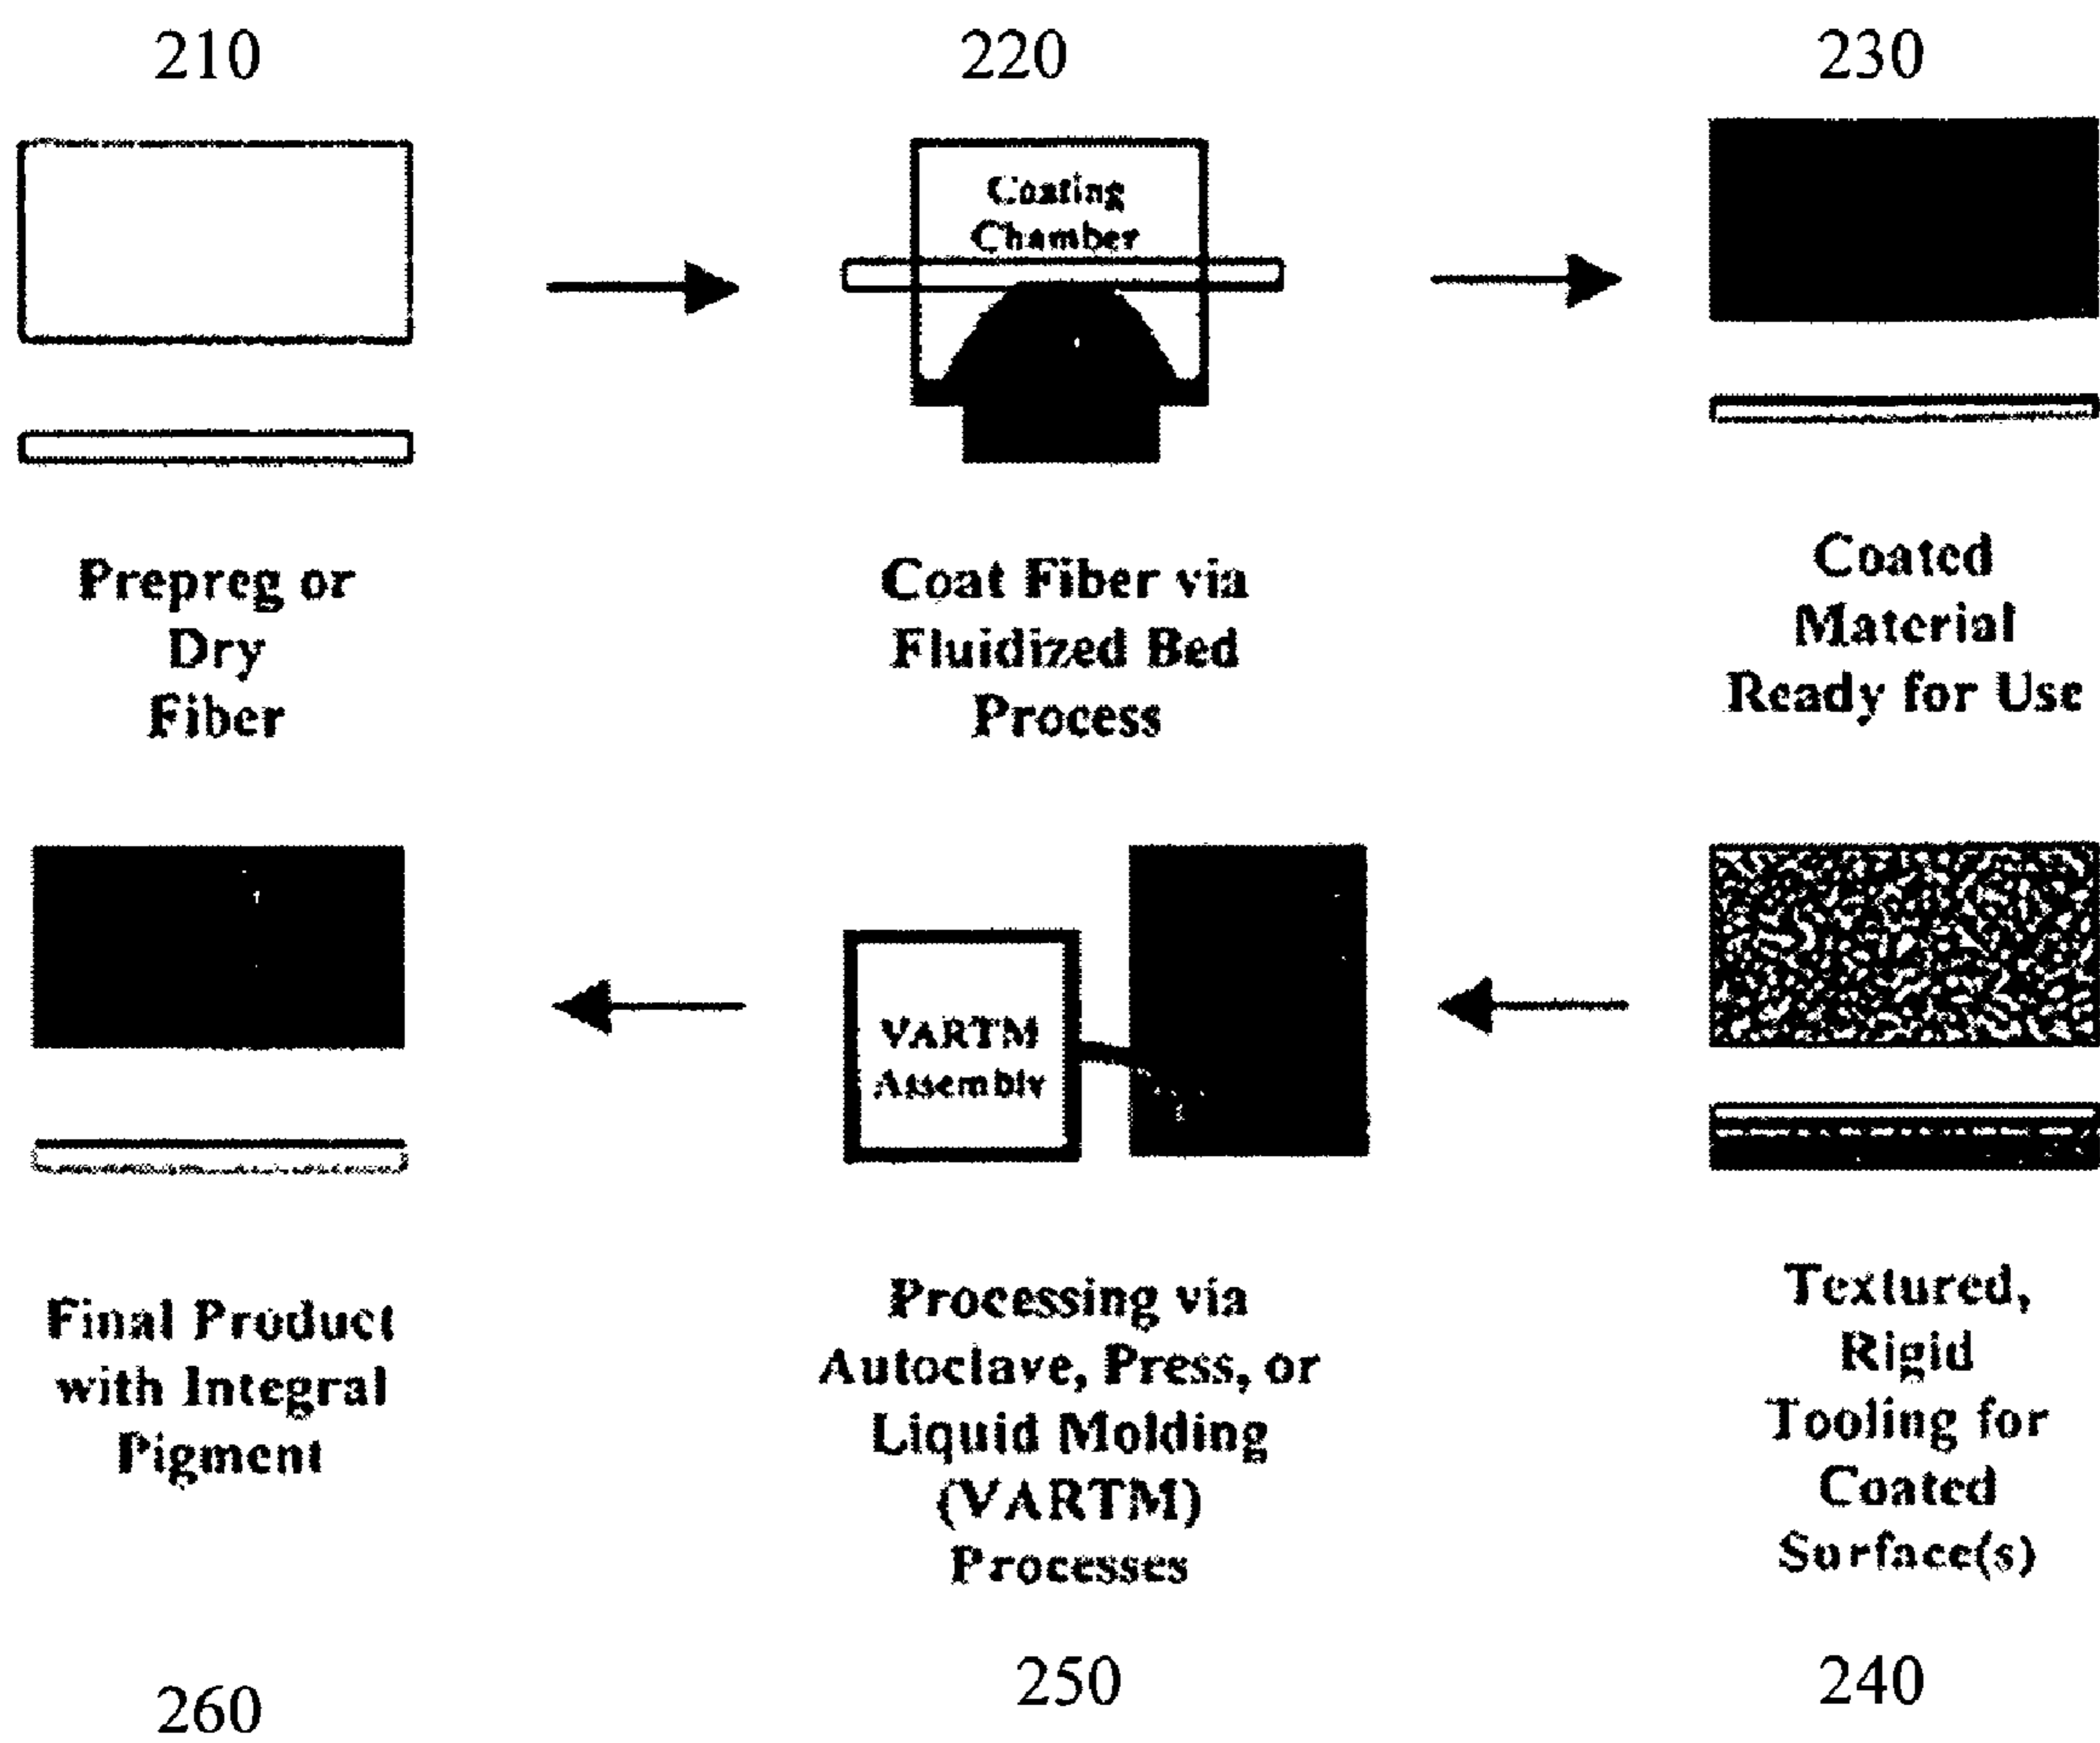 210
220
230
Coating
Chamber
Prepreg or
Dry
Fiber
Coat Fiber via
Fluidized Bed
Process
Coated
Material
Ready for Use
VARTM
Assembly
Final Product
with Integral
Pigment
Processing via
Autoclave, Press, or
Liquid Molding
(VARTM)
Processes
Textured,
Rigid
Tooling for
Coated
Surface(s)
260
250
240